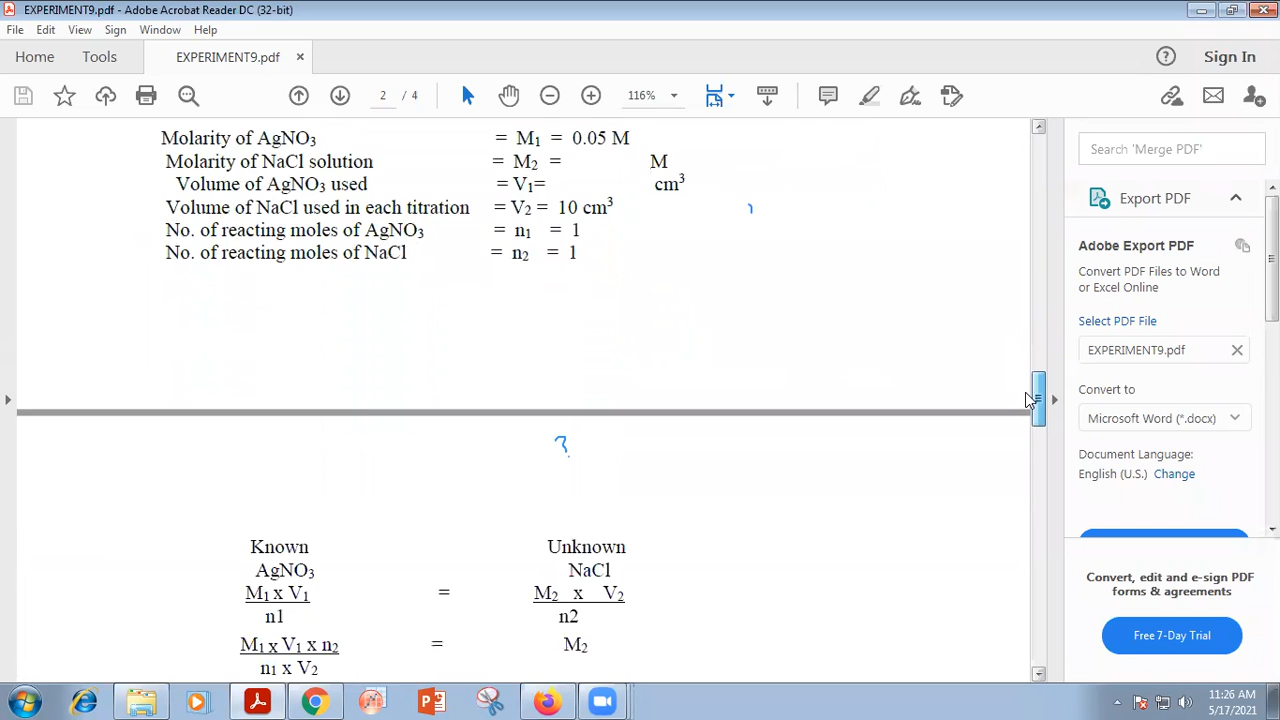 EXPERIMENT9.pdf - Adobe Acrobat Reader DC (32-bit)
File Edit View Sign Window Help
Home Tools EXPERIMENT9.pdf × Sign In
2 / 4 116%
Molarity of AgNO₃ = M₁ = 0.05 M
Molarity of NaCl solution = M₂ = M
Volume of AgNO₃ used = V₁= cm³
Volume of NaCl used in each titration = V₂ = 10 cm³
No. of reacting moles of AgNO₃ = n₁ = 1
No. of reacting moles of NaCl = n₂ = 1
Known Unknown
AgNO₃ NaCl
M₁ x V₁ = M₂ x V₂
n1 n2
M₁ x V₁ x n₂ = M₂
n₁ x V₂
Search 'Merge PDF'
Export PDF
Adobe Export PDF
Convert PDF Files to Word
or Excel Online
Select PDF File
EXPERIMENT9.pdf
Convert to
Microsoft Word (*.docx)
Document Language:
English (U.S.) Change
Convert, edit and e-sign PDF
forms & agreements
Free 7-Day Trial
11:26 AM
5/17/2021